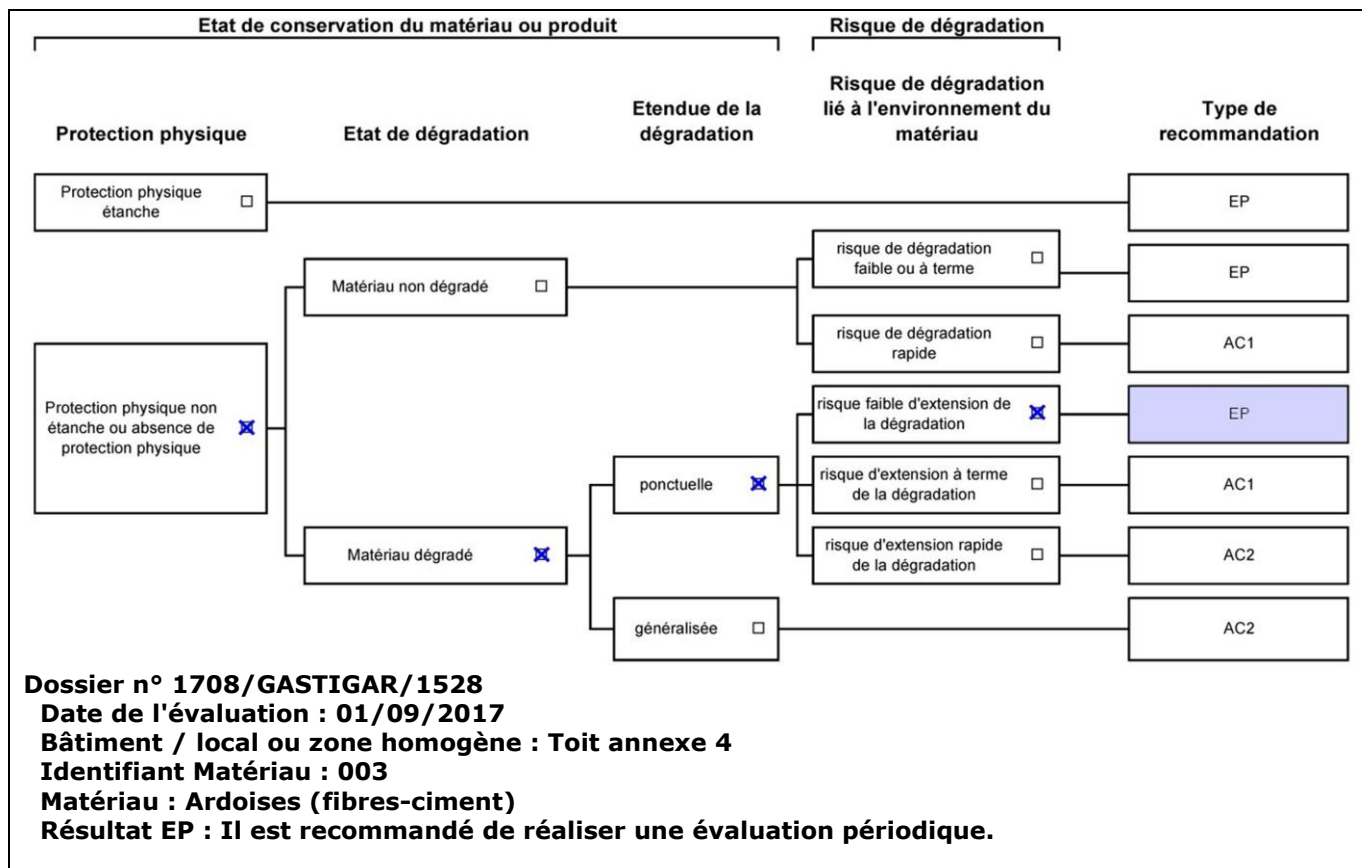 Etat de conservation du matériau ou produit
Risque de dégradation
Protection physique
Etat de dégradation
Etendue de la
dégradation
Risque de dégradation
lié à l'environnement du
matériau
Type de
recommandation
Protection physique
étanche
EP
Matériau non dégradé
risque de dégradation
faible ou à terme
EP
risque de dégradation
rapide
AC1
Protection physique non
étanche ou absence de
protection physique
risque faible d'extension de
la dégradation
EP
ponctuelle
risque d'extension à terme
de la dégradation
AC1
Matériau dégradé
risque d'extension rapide
de la dégradation
AC2
généralisée
AC2
Dossier n° 1708/GASTIGAR/1528
Date de l'évaluation : 01/09/2017
Bâtiment / local ou zone homogène : Toit annexe 4
Identifiant Matériau : 003
Matériau : Ardoises (fibres-ciment)
Résultat EP : Il est recommandé de réaliser une évaluation périodique.